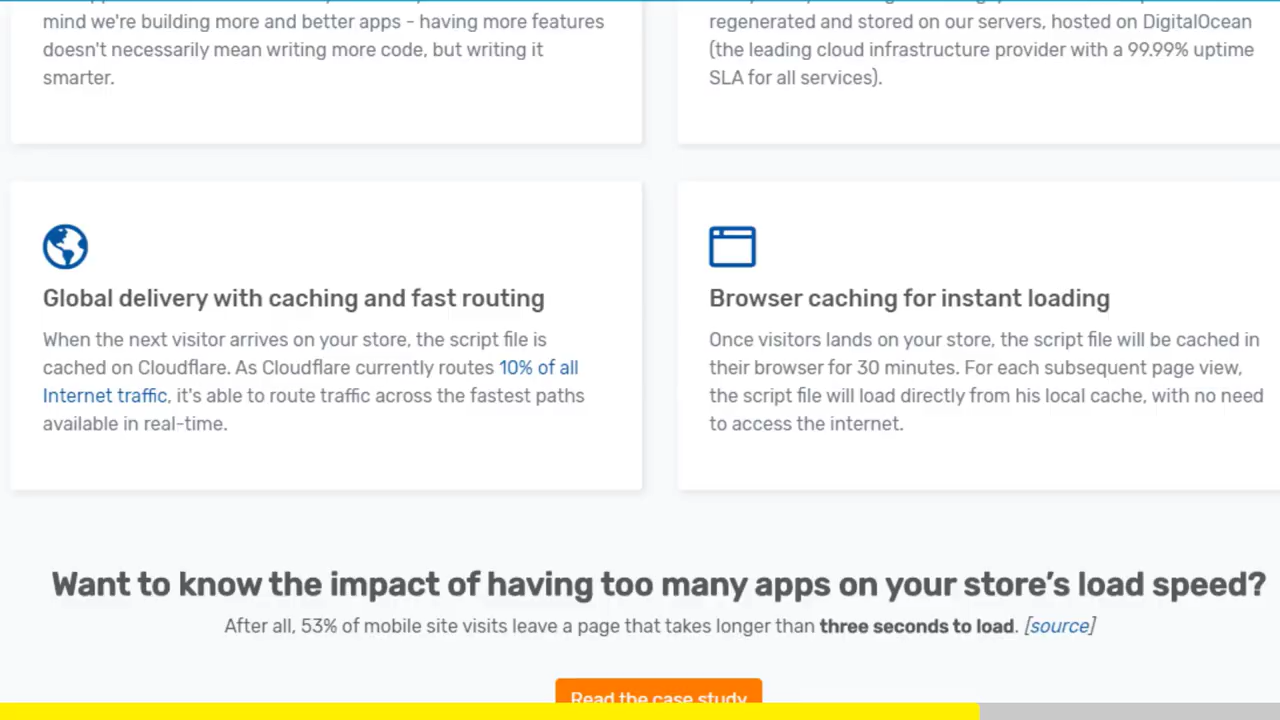 mind we're building more and better apps - having more features
doesn't necessarily mean writing more code, but writing it
smarter.
regenerated and stored on our servers, hosted on DigitalOcean
(the leading cloud infrastructure provider with a 99.99% uptime
SLA for all services).
Global delivery with caching and fast routing
When the next visitor arrives on your store, the script file is
cached on Cloudflare. As Cloudflare currently routes 10% of all
Internet traffic, it's able to route traffic across the fastest paths
available in real-time.
Browser caching for instant loading
Once visitors lands on your store, the script file will be cached in
their browser for 30 minutes. For each subsequent page view,
the script file will load directly from his local cache, with no need
to access the internet.
Want to know the impact of having too many apps on your store’s load speed?
After all, 53% of mobile site visits leave a page that takes longer than three seconds to load. [source]
Read the case study